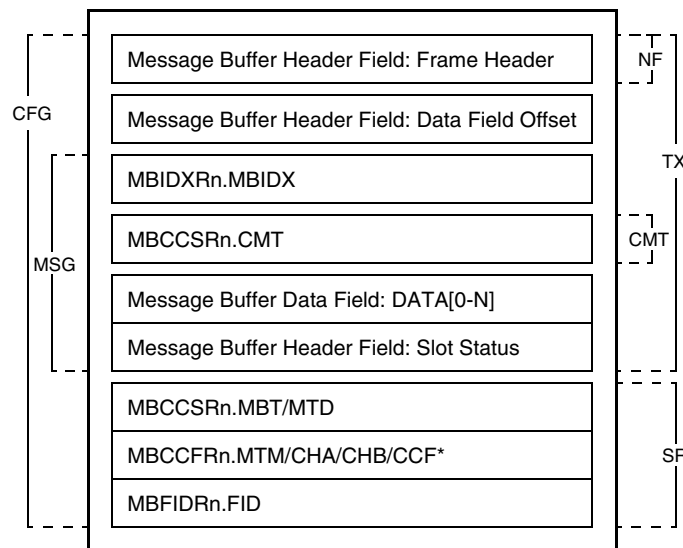 Message Buffer Header Field: Frame Header
NF
CFG
Message Buffer Header Field: Data Field Offset
TX
MBIDXRn.MBIDX
MBCCSRn.CMT
CMT
MSG
Message Buffer Data Field: DATA[0-N]
Message Buffer Header Field: Slot Status
MBCCSRn.MBT/MTD
MBCCFRn.MTM/CHA/CHB/CCF*
MBFIDRn.FID